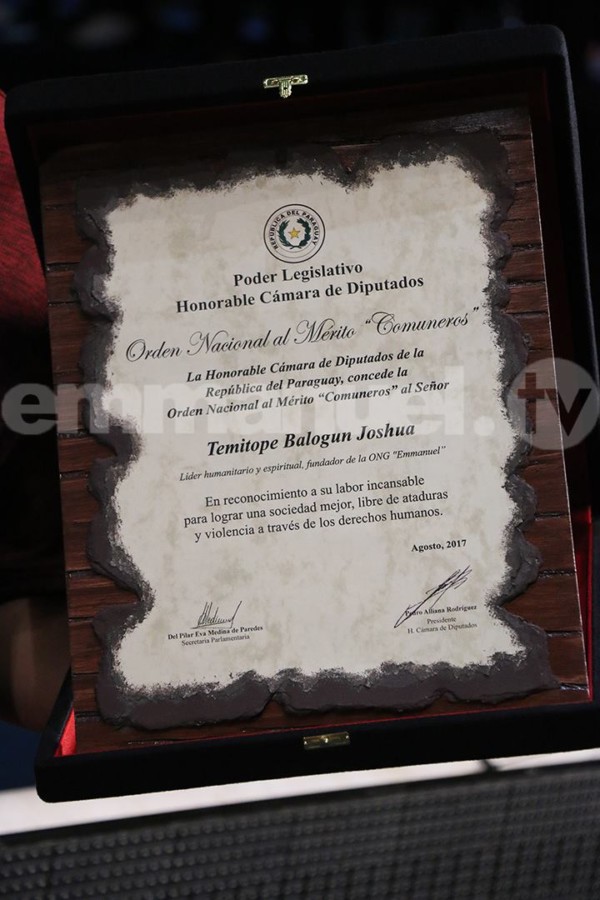 REPÚBLICA DEL PARAGUAY
Poder Legislativo
Honorable Cámara de Diputados
Orden Nacional al Mérito "Comuneros"
La Honorable Cámara de Diputados de la
República del Paraguay, concede la
Orden Nacional al Mérito "Comuneros" al Señor
emmanuel.tv
Temitope Balogun Joshua
Líder humanitario y espiritual, fundador de la ONG "Emmanuel"
En reconocimiento a su labor incansable
para lograr una sociedad mejor, libre de ataduras
y violencia a través de los derechos humanos.
Agosto, 2017
Del Pilar Eva Medina de Paredes
Secretaria Parlamentaria
Pedro Alliana Rodríguez
Presidente
H. Cámara de Diputados